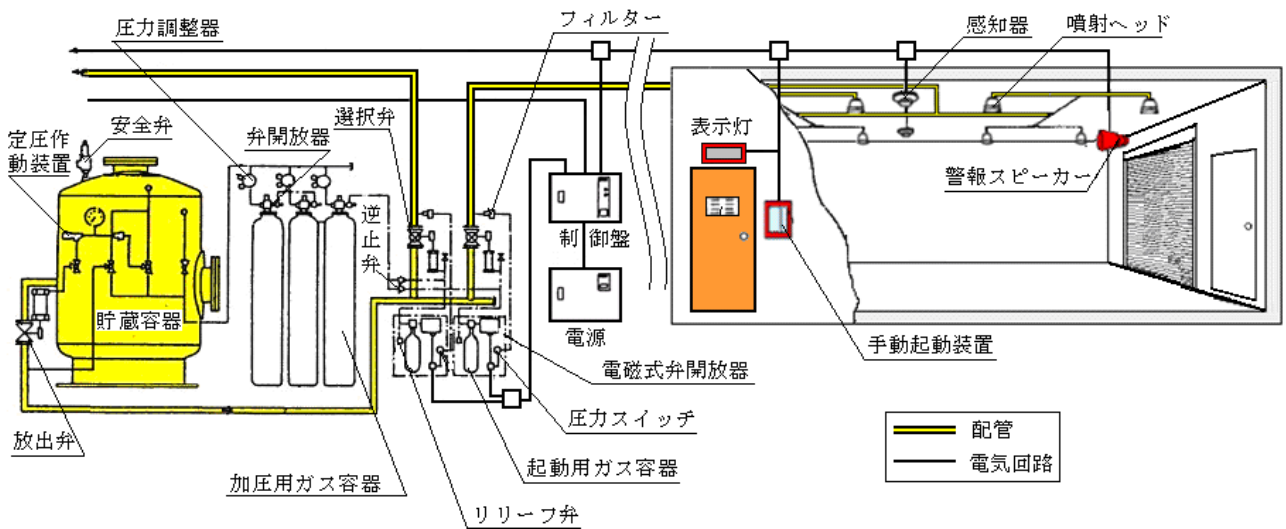 圧力調整器
フィルター
感知器
噴射ヘッド
定圧作
動装置
安全弁
弁開放器
選択弁
表示灯
警報スピーカー
逆
止
弁
制御盤
貯蔵容器
電源
手動起動装置
電磁式弁開放器
放出弁
圧力スイッチ
起動用ガス容器
加圧用ガス容器
リリーフ弁
配管
電気回路